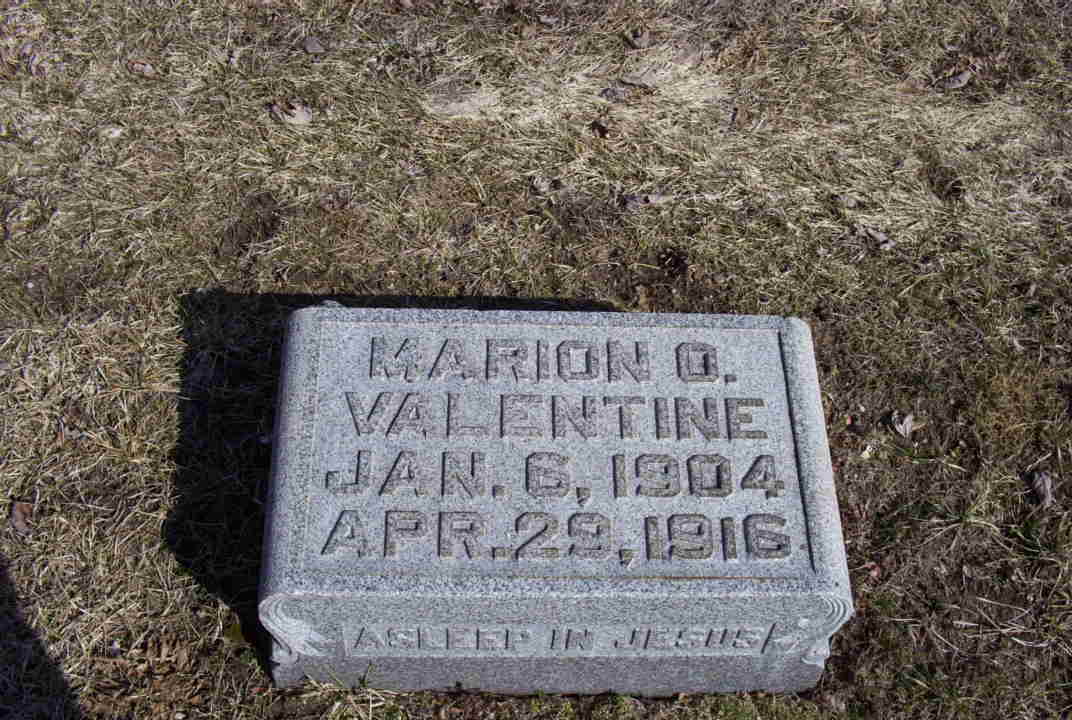 MARION O.
VALENTINE
JAN. 6, 1904
APR. 29, 1916
ASLEEP IN JESUS